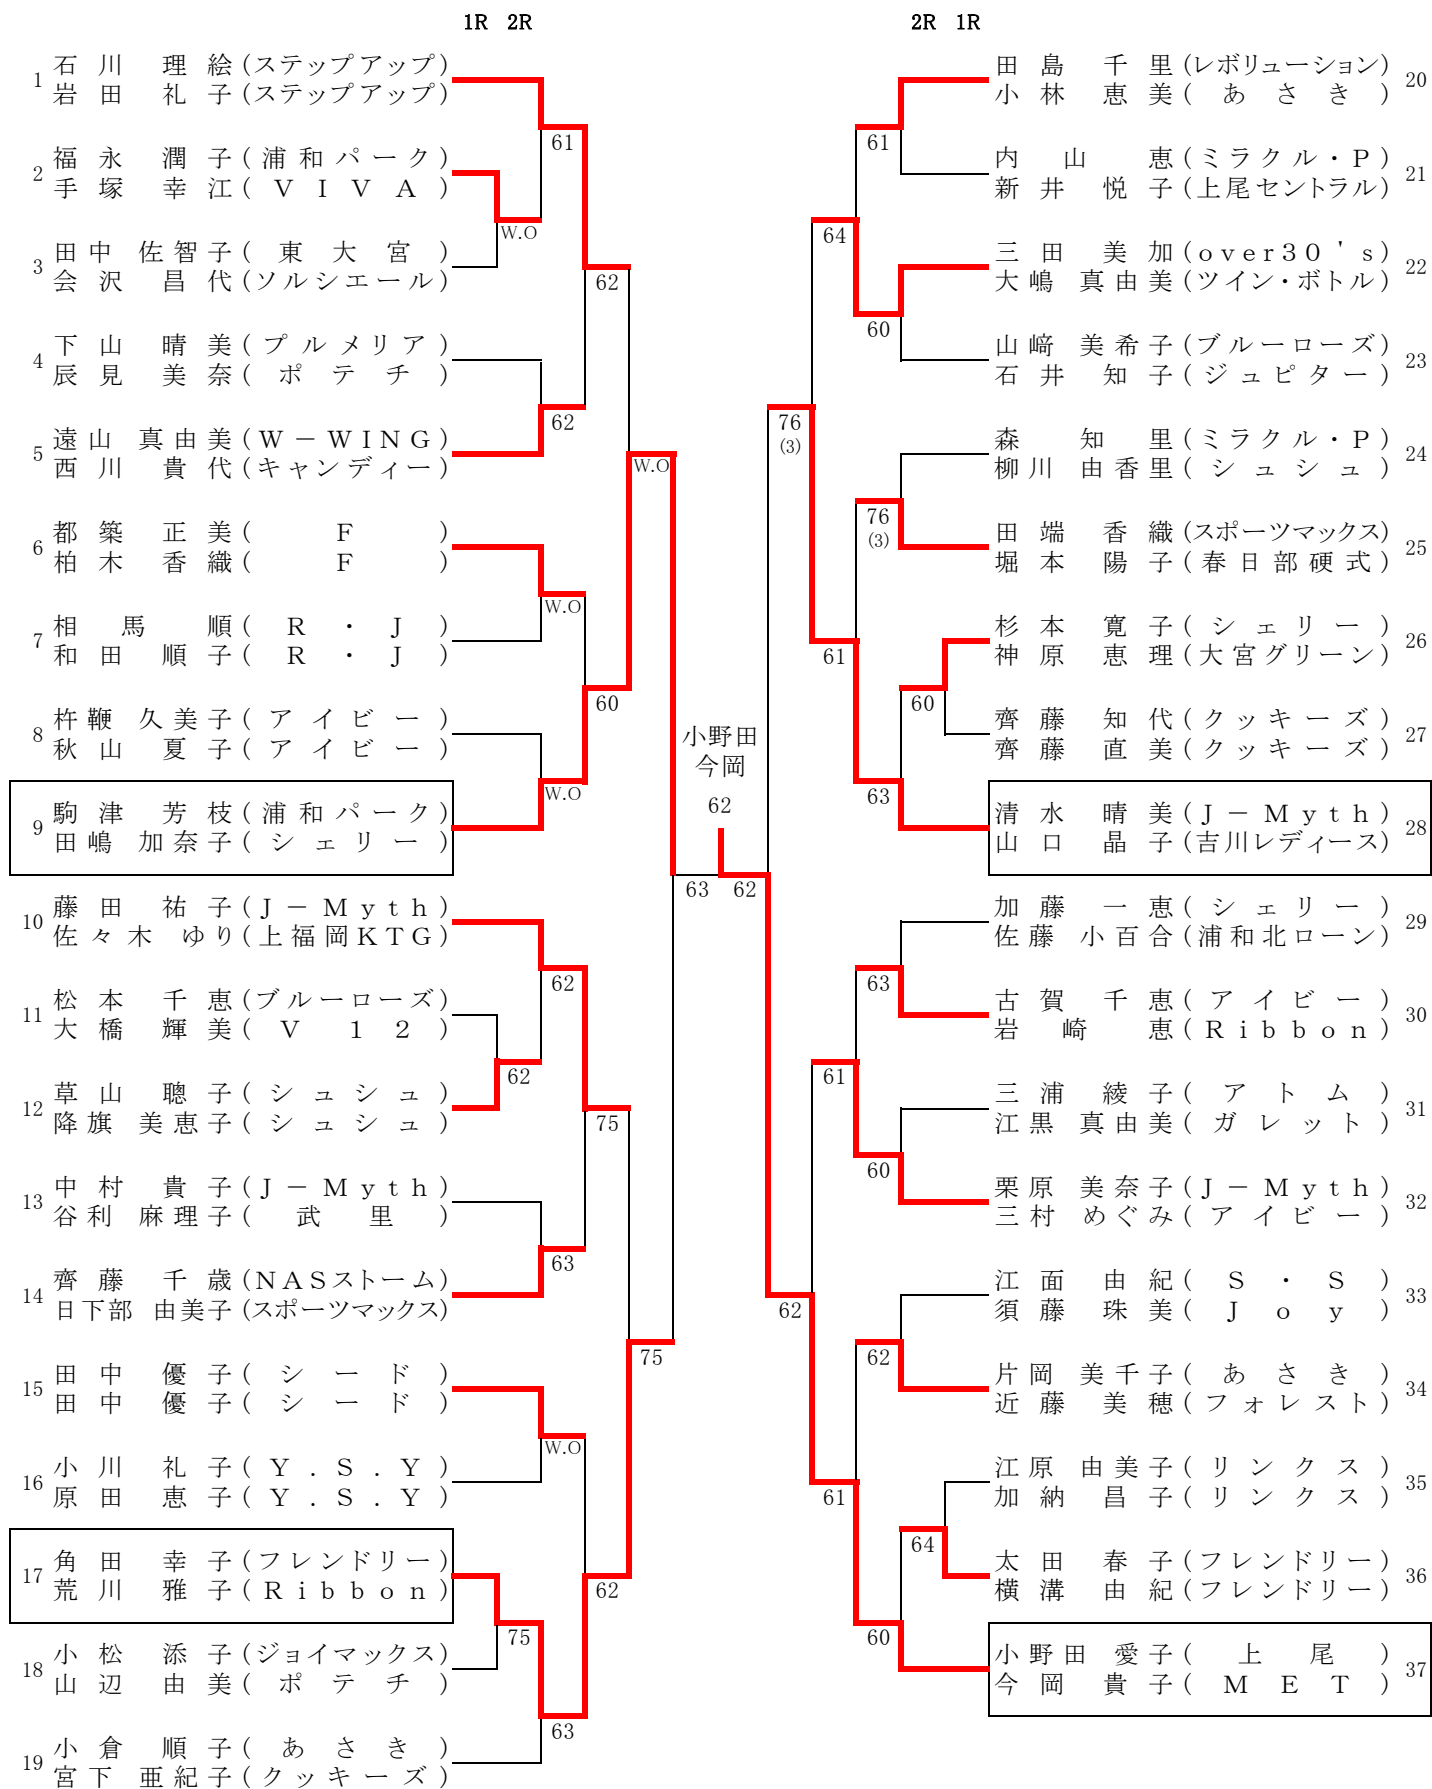 1R 2R
1 石川 理絵(ステップアップ)
岩田 礼子(ステップアップ)
2 福永 潤子(浦和パーク)
手塚 幸江(VIVA)
3 田中 佐智子(東大宮)
会沢 昌代(ソルシエール)
4 下山 晴美(プルメリア)
辰見 美奈(ポテチ)
5 遠山 真由美(W－WING)
西川 貴代(キャンディー)
6 都築 正美(F)
柏木 香織(F)
7 相馬 順(R・J)
和田 順子(R・J)
8 杵鞭 久美子(アイビー)
秋山 夏子(アイビー)
9 駒津 芳枝(浦和パーク)
田嶋 加奈子(シェリー)
10 藤田 祐子(J－Myth)
佐々木 ゆり(上福岡KTG)
11 松本 千恵(ブルーローズ)
大橋 輝美(V12)
12 草山 聰子(シュシュ)
降旗 美恵子(シュシュ)
13 中村 貴子(J－Myth)
谷利 麻理子(武里)
14 齊藤 千歳(NASストーム)
日下部 由美子(スポーツマックス)
15 田中 優子(シード)
田中 優子(シード)
16 小川 礼子(Y.S.Y)
原田 恵子(Y.S.Y)
17 角田 幸子(フレンドリー)
荒川 雅子(Ribbon)
18 小松 添子(ジョイマックス)
山辺 由美(ポテチ)
19 小倉 順子(あさき)
宮下 亜紀子(クッキーズ)
61
W.O
62
62
W.O
W.O
60
W.O
62
62
75
63
75
W.O
62
75
63
小野田
今岡
62
63 62
2R 1R
田島 千里(レボリューション) 20
小林 恵美(あさき)
内山 恵(ミラクル・P) 21
新井 悦子(上尾セントラル)
三田 美加(over30's) 22
大嶋 真由美(ツイン・ボトル)
山﨑 美希子(ブルーローズ) 23
石井 知子(ジュピター)
森 知里(ミラクル・P) 24
柳川 由香里(シュシュ)
田端 香織(スポーツマックス) 25
堀本 陽子(春日部硬式)
杉本 寛子(シェリー) 26
神原 恵理(大宮グリーン)
齊藤 知代(クッキーズ) 27
齊藤 直美(クッキーズ)
清水 晴美(J－Myth) 28
山口 晶子(吉川レディース)
加藤 一恵(シェリー) 29
佐藤 小百合(浦和北ローン)
古賀 千恵(アイビー) 30
岩崎 恵(Ribbon)
三浦 綾子(アトム) 31
江黒 真由美(ガレット)
栗原 美奈子(J－Myth) 32
三村 めぐみ(アイビー)
江面 由紀(S・S) 33
須藤 珠美(Joy)
片岡 美千子(あさき) 34
近藤 美穂(フォレスト)
江原 由美子(リンクス) 35
加納 昌子(リンクス)
太田 春子(フレンドリー) 36
横溝 由紀(フレンドリー)
小野田 愛子(上尾) 37
今岡 貴子(MET)
61
64
60
76
(3)
76
(3)
61
60
63
63
61
60
62
62
61
64
60